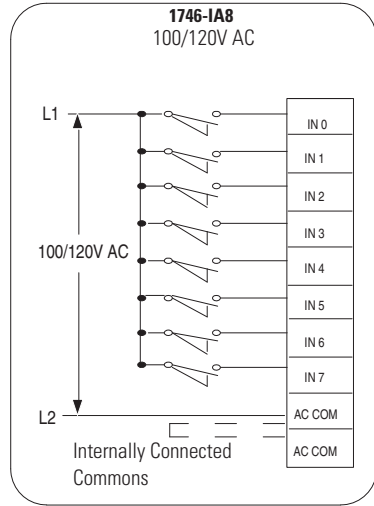 1746-IA8
100/120V AC
L1
IN 0
IN 1
IN 2
IN 3
100/120V AC
IN 4
IN 5
IN 6
IN 7
L2
AC COM
Internally Connected
Commons
AC COM